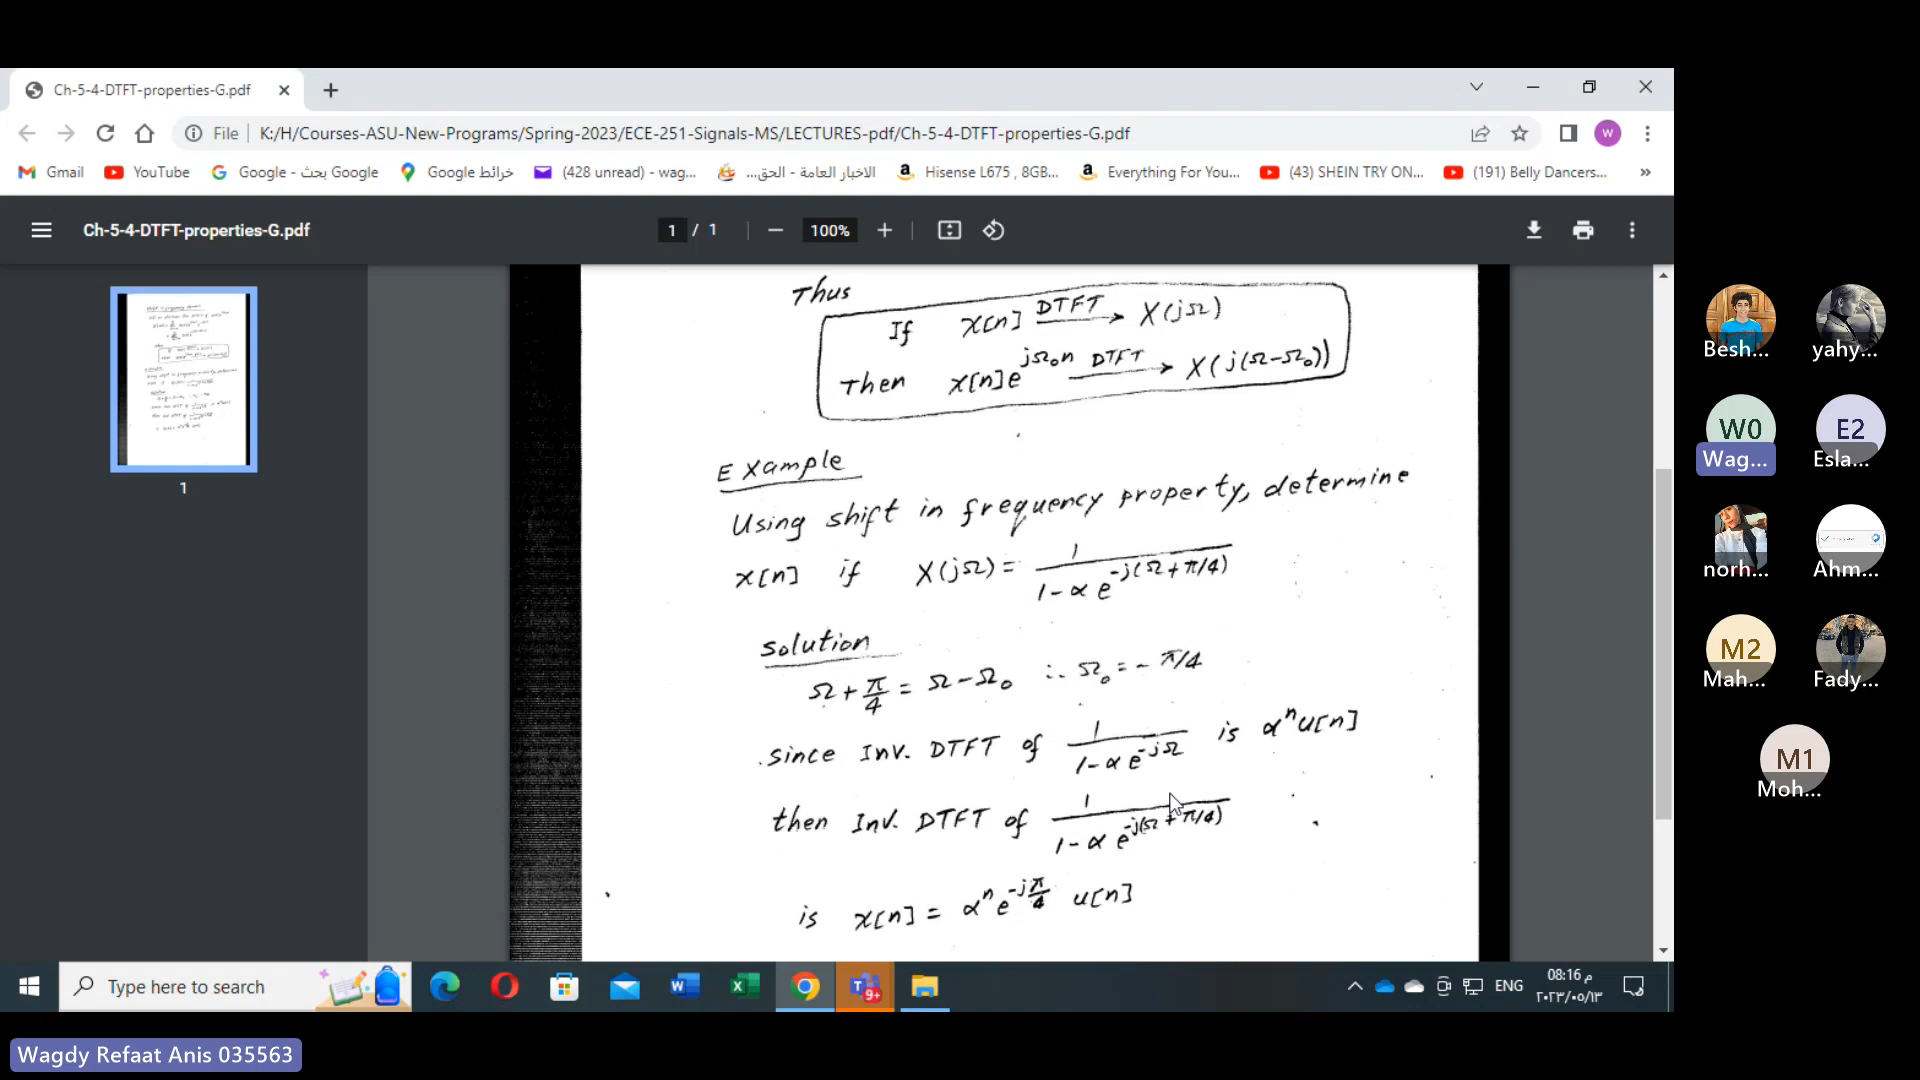 Ch-5-4-DTFT-properties-G.pdf
File K:/H/Courses-ASU-New-Programs/Spring-2023/ECE-251-Signals-MS/LECTURES-pdf/Ch-5-4-DTFT-properties-G.pdf
W
Gmail YouTube Google - بحث Google خرائط Google (428 unread) - wag... الاخبار العامة - الحق... Hisense L675 , 8GB... Everything For You... (43) SHEIN TRY ON... (191) Belly Dancers... »
Ch-5-4-DTFT-properties-G.pdf 1 / 1 100%
1
Thus
If x[n] DTFT→ X(jΩ)
Then x[n]e^{jΩ₀n} DTFT→ X(j(Ω-Ω₀))
Example
Using shift in frequency property, determine
x[n] if X(jΩ) = 1/(1-α e^{-j(Ω+π/4)})
Solution
Ω + π/4 = Ω - Ω₀ ∴ Ω₀ = - π/4
since Inv. DTFT of 1/(1-α e^{-jΩ}) is αⁿu[n]
then Inv. DTFT of 1/(1-α e^{-j(Ω+π/4)})
is x[n] = αⁿ e^{-jπ/4} u[n]
Besh... yahy...
W0 E2
Wag... Esla...
norh... Ahm...
M2
Mah... Fady...
M1
Moh...
Type here to search
9+
ENG
08:16 م
٢٠٢٣/٠٥/١٣
Wagdy Refaat Anis 035563